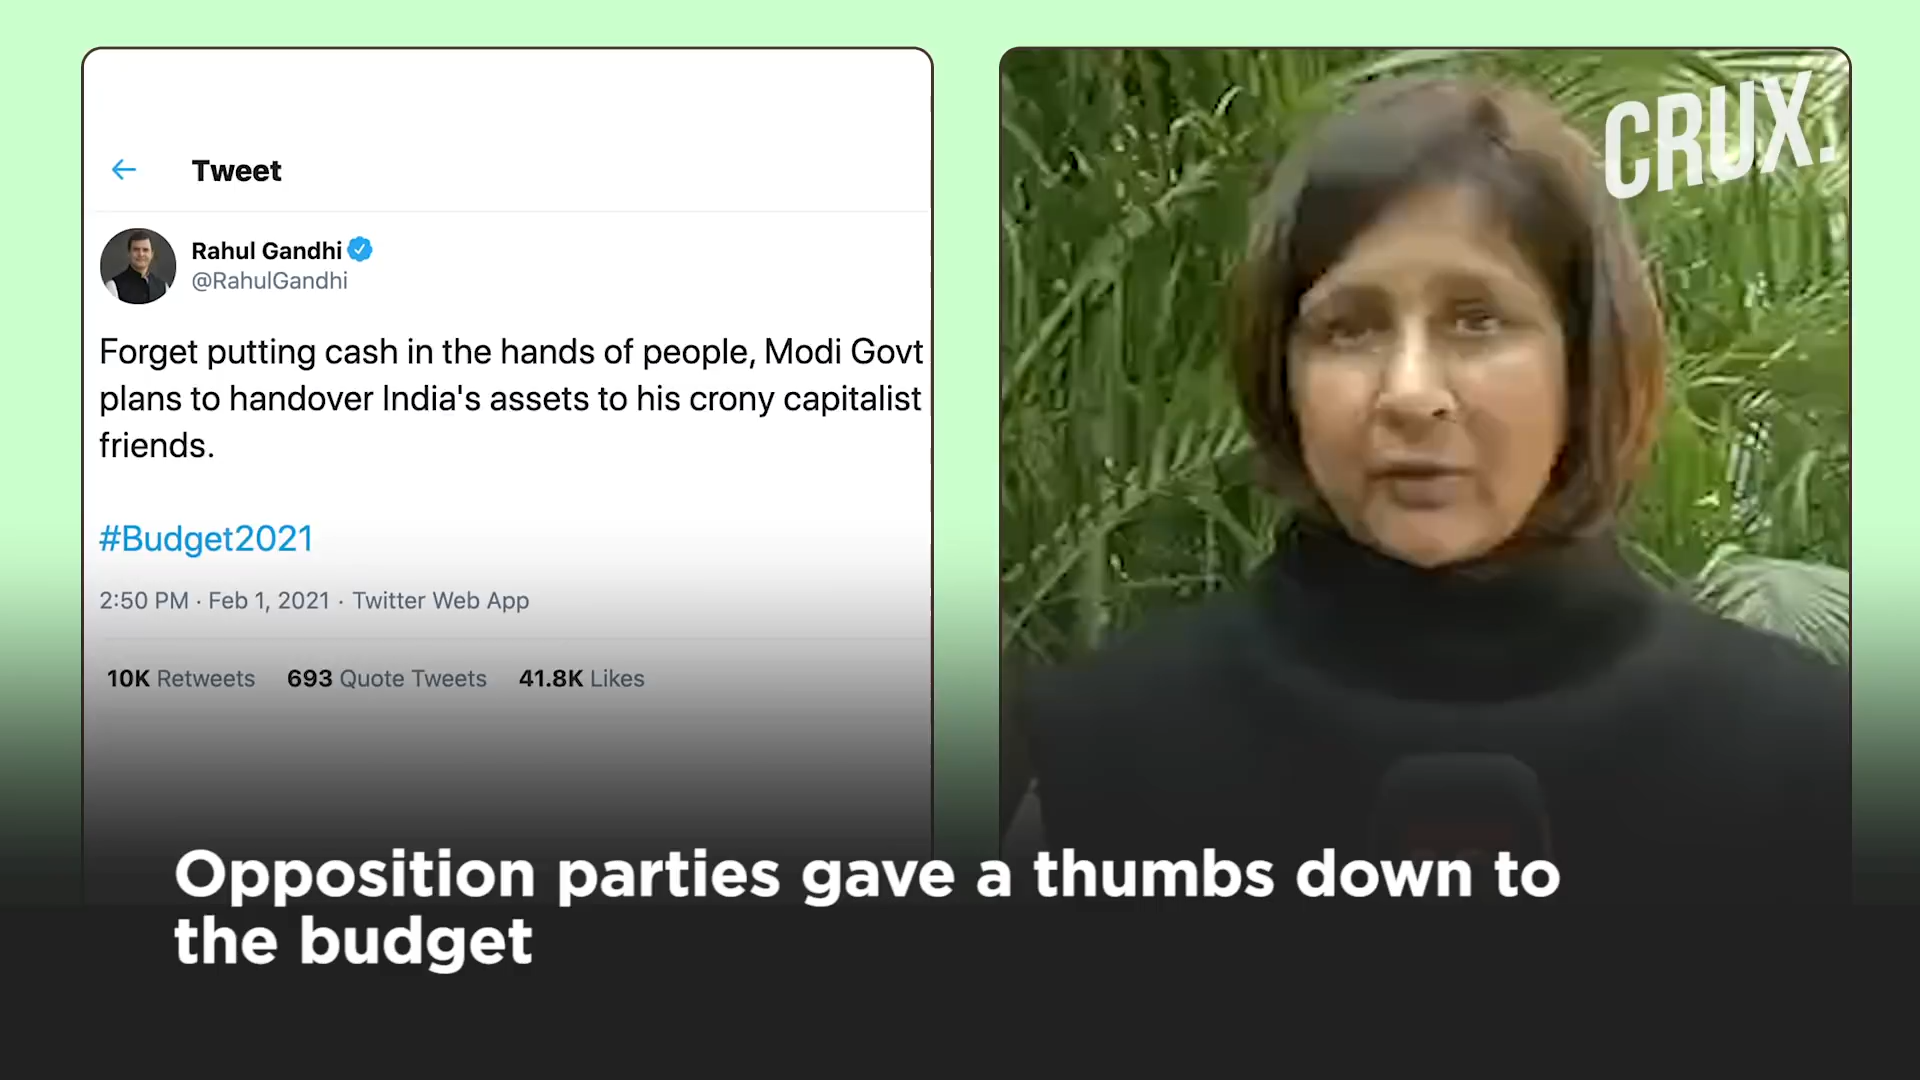 Tweet
Rahul Gandhi
@RahulGandhi
Forget putting cash in the hands of people, Modi Govt
plans to handover India's assets to his crony capitalist
friends.
#Budget2021
2:50 PM · Feb 1, 2021 · Twitter Web App
10K Retweets 693 Quote Tweets 41.8K Likes
CRUX.
Opposition parties gave a thumbs down to
the budget